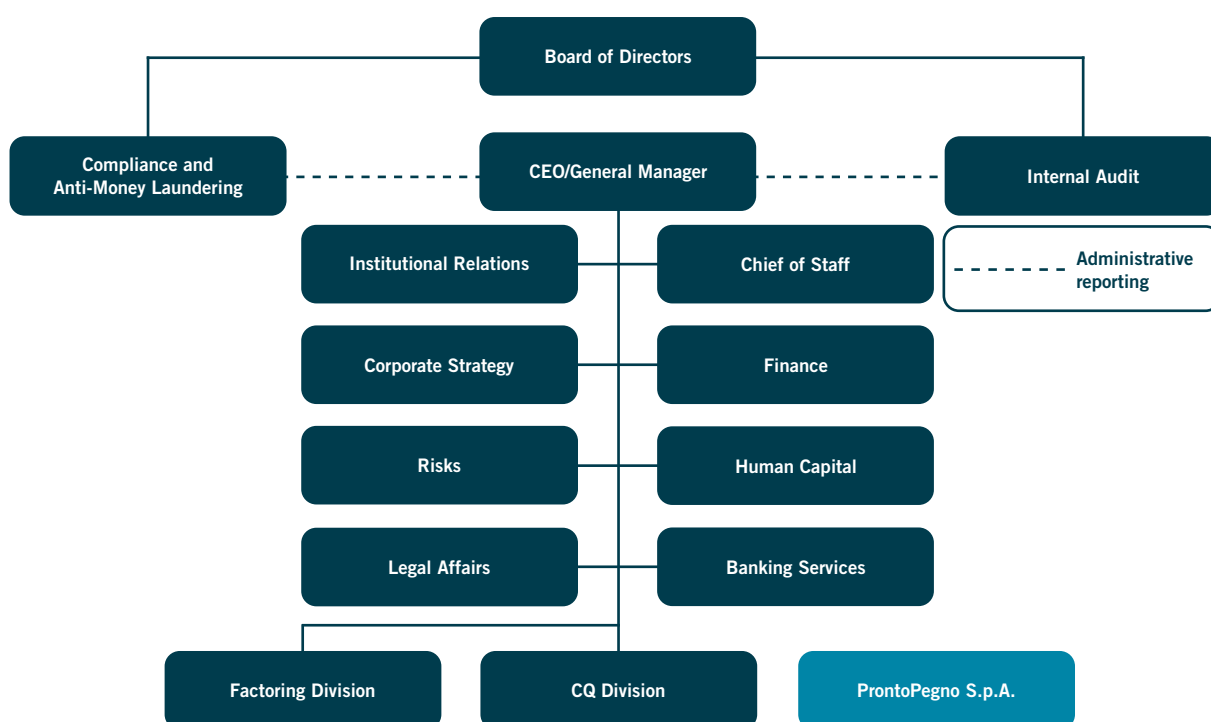 Board of Directors
Compliance and
Anti-Money Laundering
CEO/General Manager
Internal Audit
Institutional Relations
Chief of Staff
Administrative
reporting
Corporate Strategy
Finance
Risks
Human Capital
Legal Affairs
Banking Services
Factoring Division
CQ Division
ProntoPegno S.p.A.